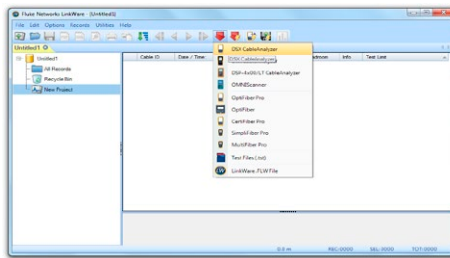 Fluke Networks LinkWare - [Untitled1]
File Edit Options Records Utilities Help
Untitled1
Cable ID Date / Time Info Test Limit
Untitled1
All Records
Recycle Bin
New Project
DSX CableAnalyzer
DSX CableAnalyzer
DSP-4x00/LT CableAnalyzer
OMNIScanner
OptiFiber Pro
OptiFiber
CertiFiber Pro
SimpliFiber Pro
MultiFiber Pro
Test Files (.txt)
LinkWare .FLW File
0.0 m REC:0000 SEL:0000 TOT:0000